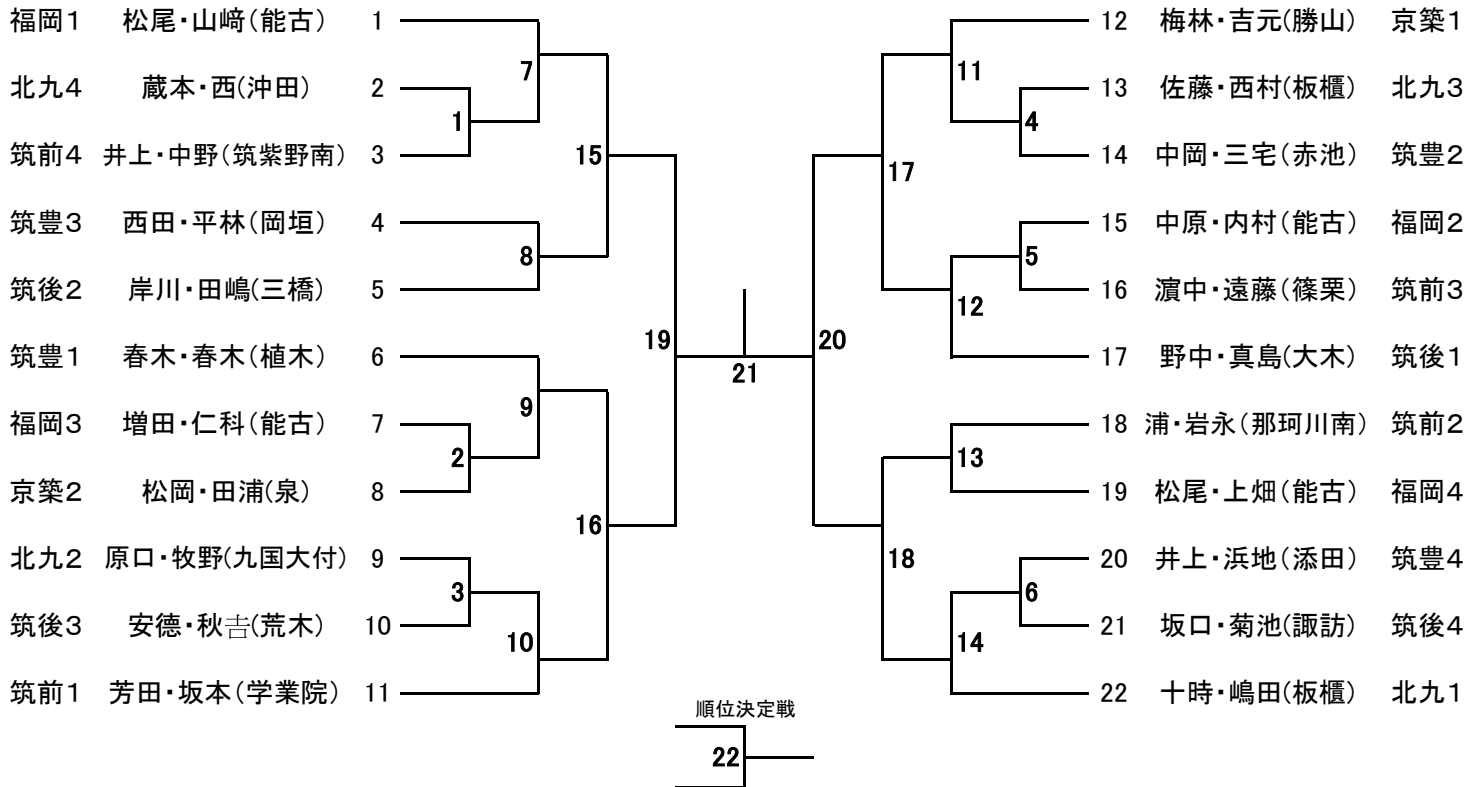 福岡1 松尾・山﨑(能古) 1
7
北九4 蔵本・西(沖田) 2
1
筑前4 井上・中野(筑紫野南) 3
15
筑豊3 西田・平林(岡垣) 4
8
筑後2 岸川・田嶋(三橋) 5
19
筑豊1 春木・春木(植木) 6
9
福岡3 増田・仁科(能古) 7
2
京築2 松岡・田浦(泉) 8
16
北九2 原口・牧野(九国大付) 9
3
筑後3 安德・秋𠮷(荒木) 10
10
筑前1 芳田・坂本(学業院) 11
21
12 梅林・吉元(勝山) 京築1
11
13 佐藤・西村(板櫃) 北九3
4
14 中岡・三宅(赤池) 筑豊2
17
15 中原・内村(能古) 福岡2
5
16 濵中・遠藤(篠栗) 筑前3
12
20
17 野中・真島(大木) 筑後1
18 浦・岩永(那珂川南) 筑前2
13
19 松尾・上畑(能古) 福岡4
18
20 井上・浜地(添田) 筑豊4
6
21 坂口・菊池(諏訪) 筑後4
14
22 十時・嶋田(板櫃) 北九1
順位決定戦
22